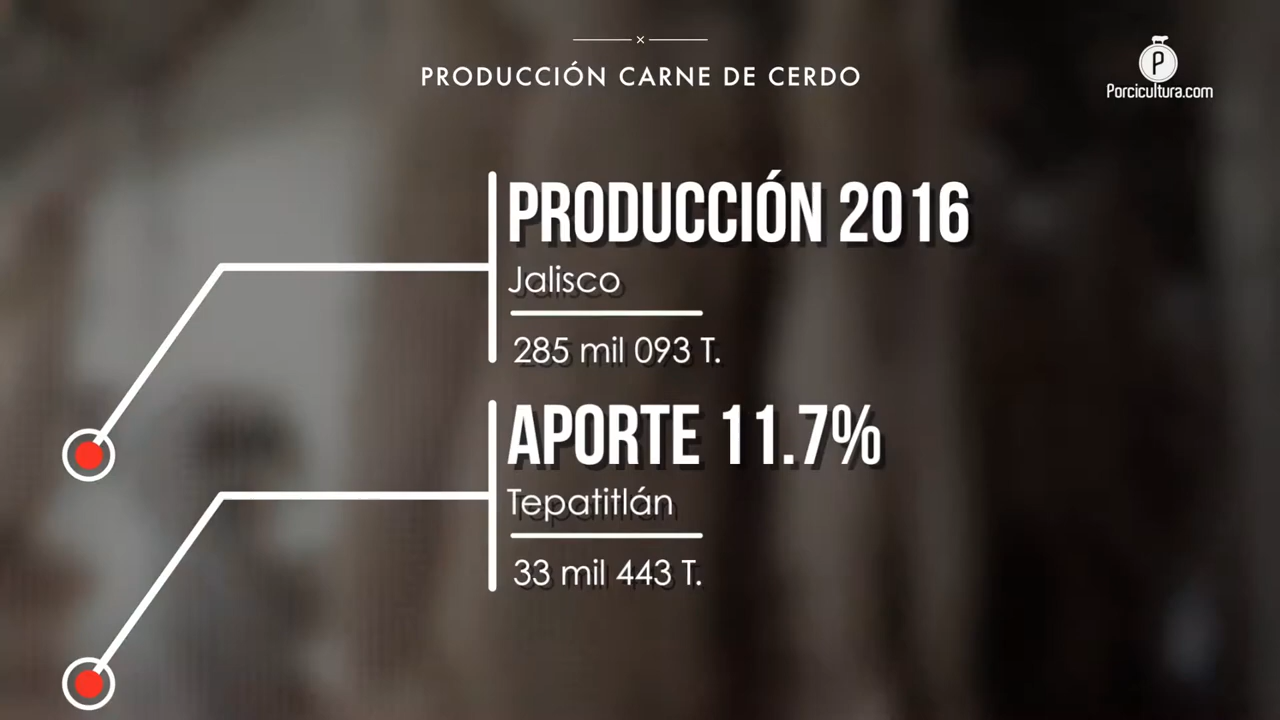 PRODUCCIÓN CARNE DE CERDO
P
Porcicultura.com
PRODUCCIÓN 2016
Jalisco
285 mil 093 T.
APORTE 11.7%
Tepatitlán
33 mil 443 T.